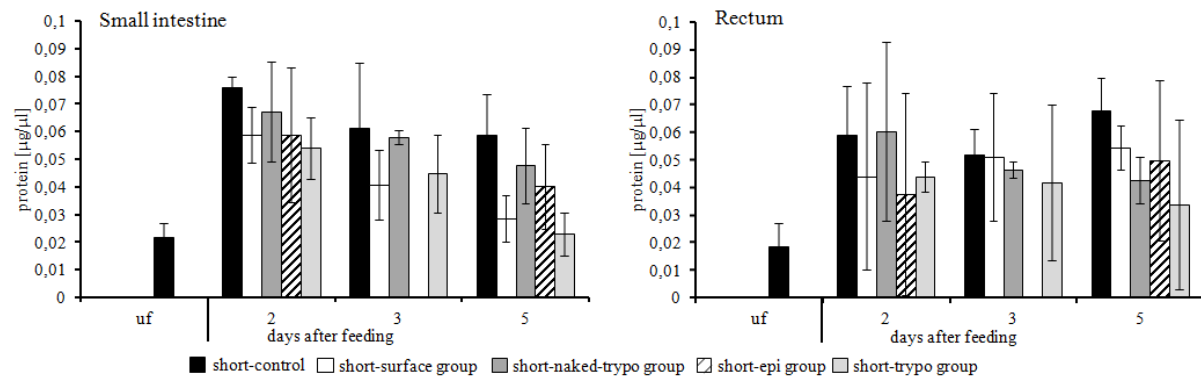 Small intestine
0,1
0,09
0,08
0,07
0,06
0,05
0,04
0,03
0,02
0,01
0
protein [µg/µl]
uf 2 3 5
days after feeding
Rectum
0,1
0,09
0,08
0,07
0,06
0,05
0,04
0,03
0,02
0,01
0
protein [µg/µl]
uf 2 3 5
days after feeding
short-control short-surface group short-naked-trypo group short-epi group short-trypo group